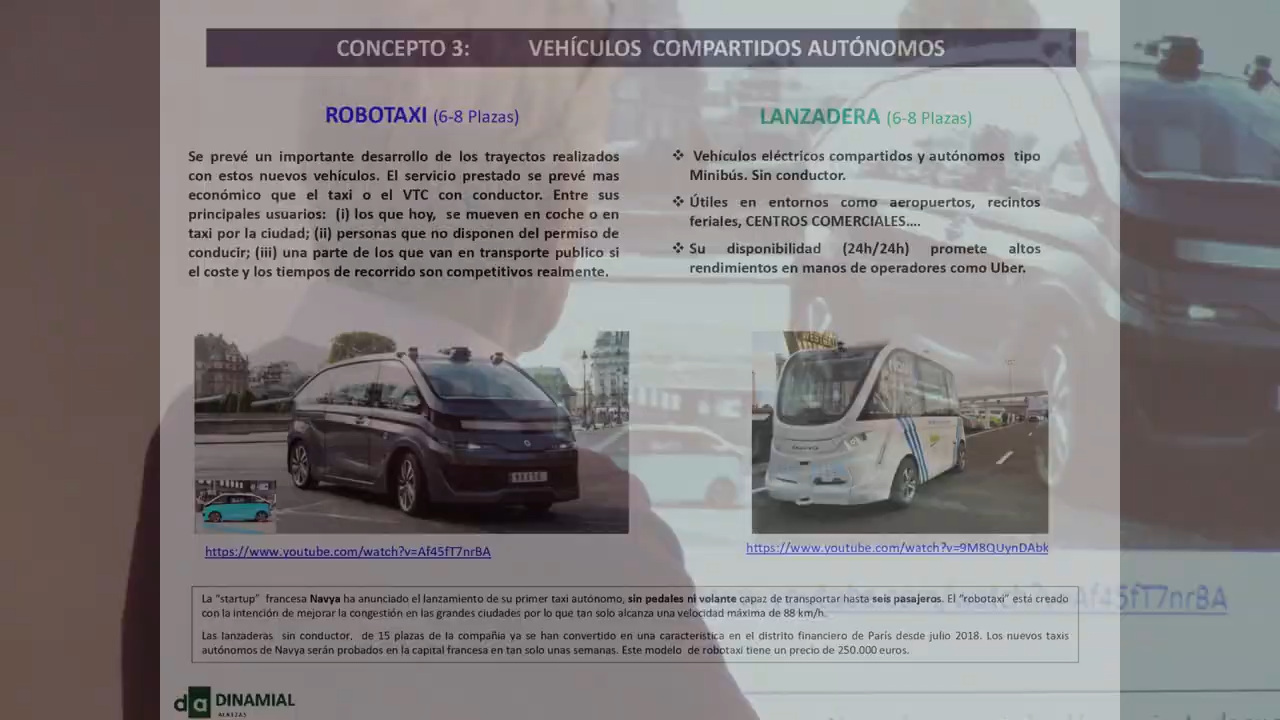 CONCEPTO 3: VEHÍCULOS COMPARTIDOS AUTÓNOMOS
ROBOTAXI (6-8 Plazas)
Se prevé un importante desarrollo de los trayectos realizados
con estos nuevos vehículos. El servicio prestado se prevé mas
económico que el taxi o el VTC con conductor. Entre sus
principales usuarios: (i) los que hoy, se mueven en coche o en
taxi por la ciudad; (ii) personas que no disponen del permiso de
conducir; (iii) una parte de los que van en transporte publico si
el coste y los tiempos de recorrido son competitivos realmente.
LANZADERA (6-8 Plazas)
❖ Vehículos eléctricos compartidos y autónomos tipo
Minibús. Sin conductor.
❖ Útiles en entornos como aeropuertos, recintos
feriales, CENTROS COMERCIALES....
❖ Su disponibilidad (24h/24h) promete altos
rendimientos en manos de operadores como Uber.
https://www.youtube.com/watch?v=Af45fT7nrBA
https://www.youtube.com/watch?v=9M8QUynDAbk
La "startup" francesa Navya ha anunciado el lanzamiento de su primer taxi autónomo, sin pedales ni volante capaz de transportar hasta seis pasajeros. El "robotaxi" está creado
con la intención de mejorar la congestión en las grandes ciudades por lo que tan solo alcanza una velocidad máxima de 88 km/h.
Las lanzaderas sin conductor, de 15 plazas de la compañia ya se han convertido en una característica en el distrito financiero de París desde julio 2018. Los nuevos taxis
autónomos de Navya serán probados en la capital francesa en tan solo unas semanas. Este modelo de robotaxi tiene un precio de 250.000 euros.
Af45fT7nrBA
da DINAMIAL